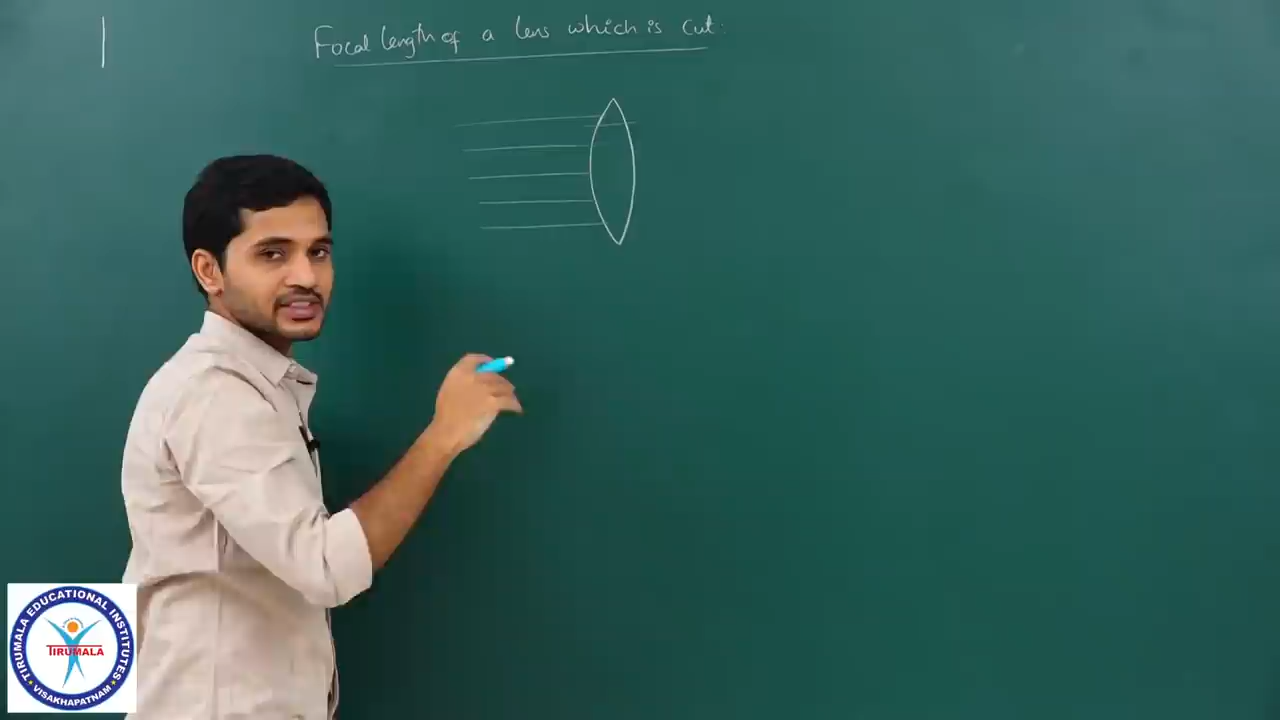 Focal length of a lens which is cut:
TIRUMALA EDUCATIONAL INSTITUTES
TIRUMALA
VISAKHAPATNAM